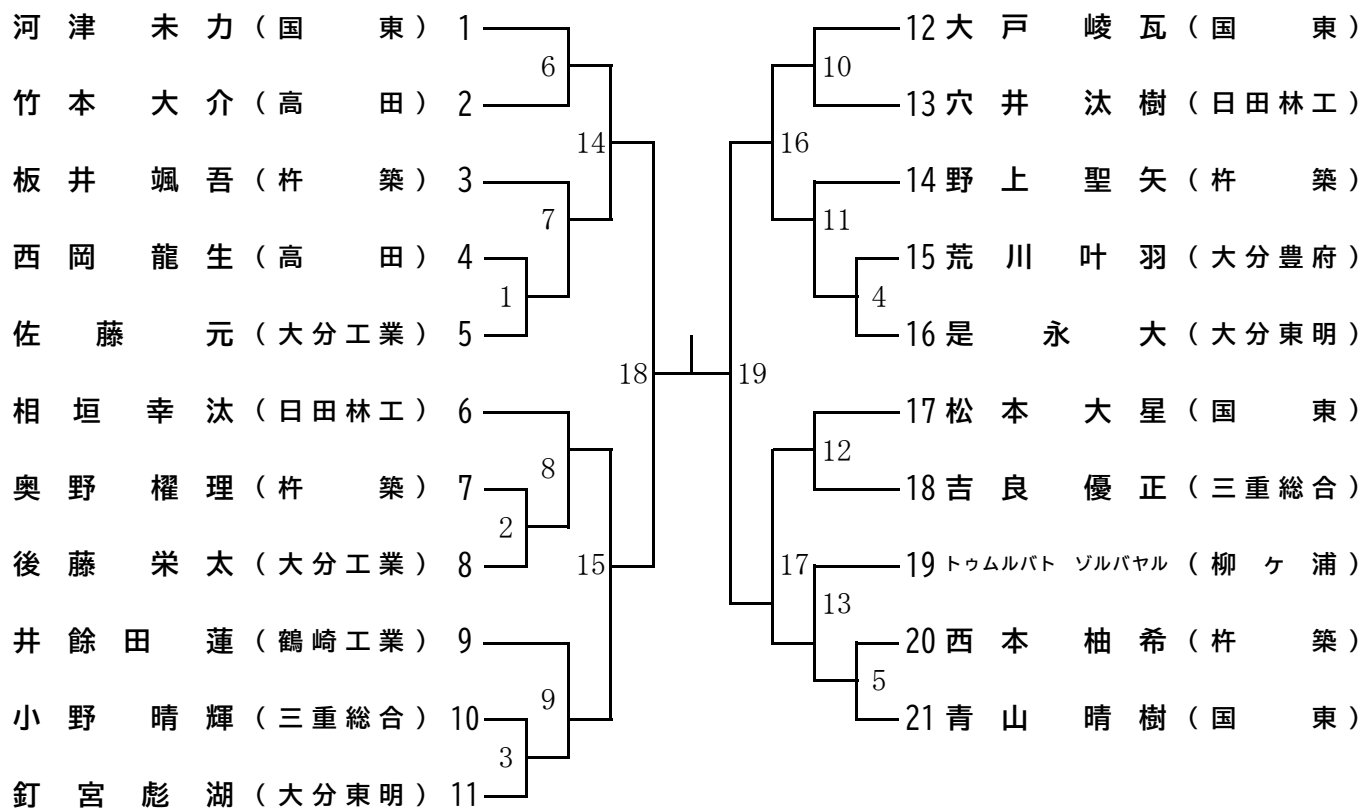 河津 未力 (国 東) 1
6
竹本 大介 (高 田) 2
14
板井 颯吾 (杵 築) 3
7
西岡 龍生 (高 田) 4
1
佐藤 元 (大分工業) 5
18
相垣 幸汰 (日田林工) 6
8
奥野 櫂理 (杵 築) 7
2
後藤 栄太 (大分工業) 8
15
井餘田 蓮 (鶴崎工業) 9
9
小野 晴輝 (三重総合) 10
3
釘宮 彪湖 (大分東明) 11
12 大戸 崚瓦 (国 東)
10
13 穴井 汰樹 (日田林工)
16
14 野上 聖矢 (杵 築)
11
15 荒川 叶羽 (大分豊府)
4
16 是永 大 (大分東明)
19
17 松本 大星 (国 東)
12
18 吉良 優正 (三重総合)
17
19 トゥムルバト ゾルバヤル (柳ヶ浦)
13
20 西本 柚希 (杵 築)
5
21 青山 晴樹 (国 東)